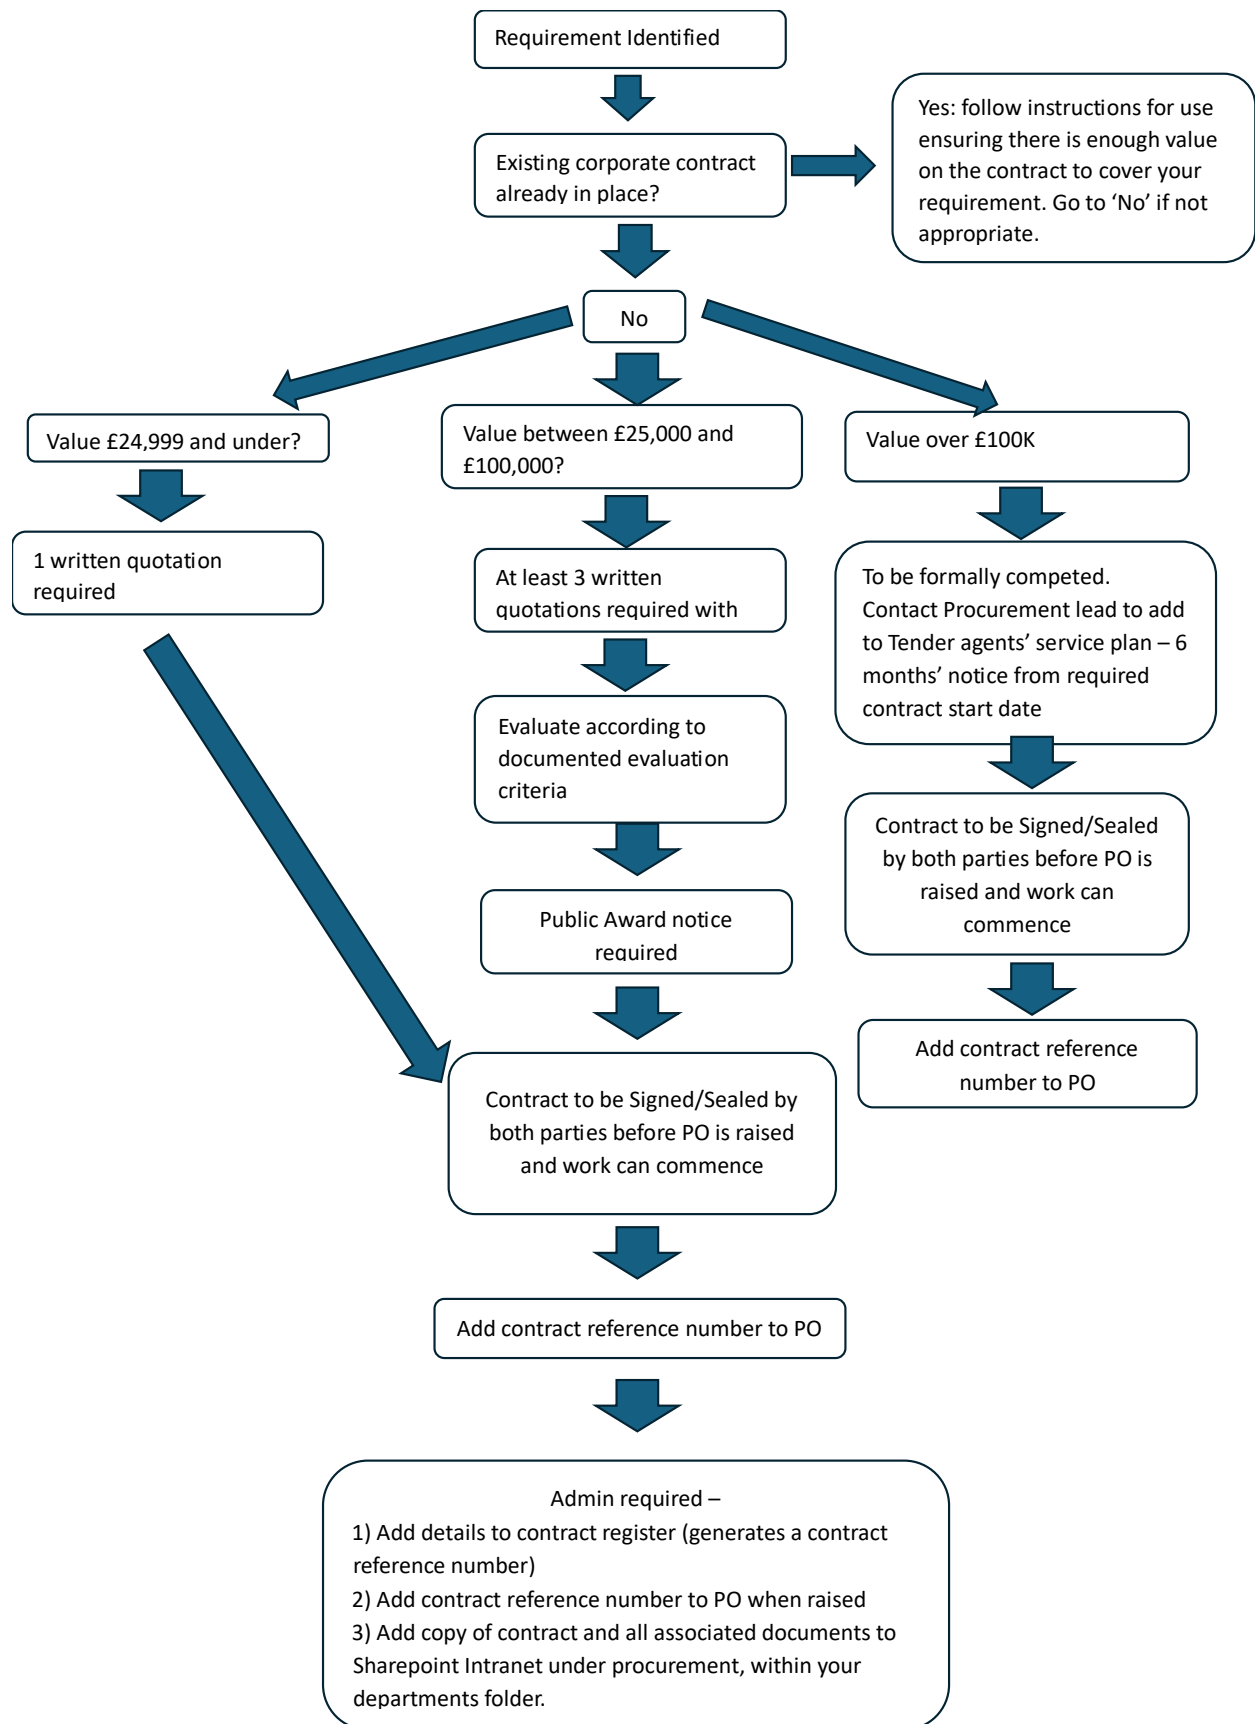 Requirement Identified
Existing corporate contract
already in place?
Yes: follow instructions for use
ensuring there is enough value
on the contract to cover your
requirement. Go to ‘No’ if not
appropriate.
No
Value £24,999 and under?
1 written quotation
required
Value between £25,000 and
£100,000?
At least 3 written
quotations required with
Evaluate according to
documented evaluation
criteria
Public Award notice
required
Value over £100K
To be formally competed.
Contact Procurement lead to add
to Tender agents’ service plan – 6
months’ notice from required
contract start date
Contract to be Signed/Sealed
by both parties before PO is
raised and work can
commence
Add contract reference
number to PO
Contract to be Signed/Sealed by
both parties before PO is raised
and work can commence
Add contract reference number to PO
Admin required –
1) Add details to contract register (generates a contract
reference number)
2) Add contract reference number to PO when raised
3) Add copy of contract and all associated documents to
Sharepoint Intranet under procurement, within your
departments folder.